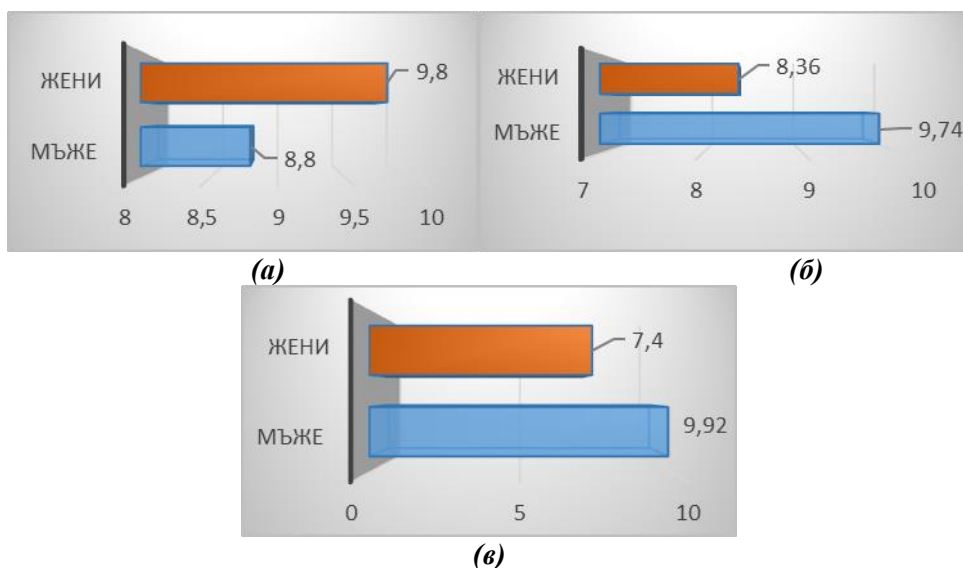 ЖЕНИ
9,8
МЪЖЕ
8,8
8 8,5 9 9,5 10
(а)
ЖЕНИ
8,36
МЪЖЕ
9,74
7 8 9 10
(б)
ЖЕНИ
7,4
МЪЖЕ
9,92
0 5 10
(в)